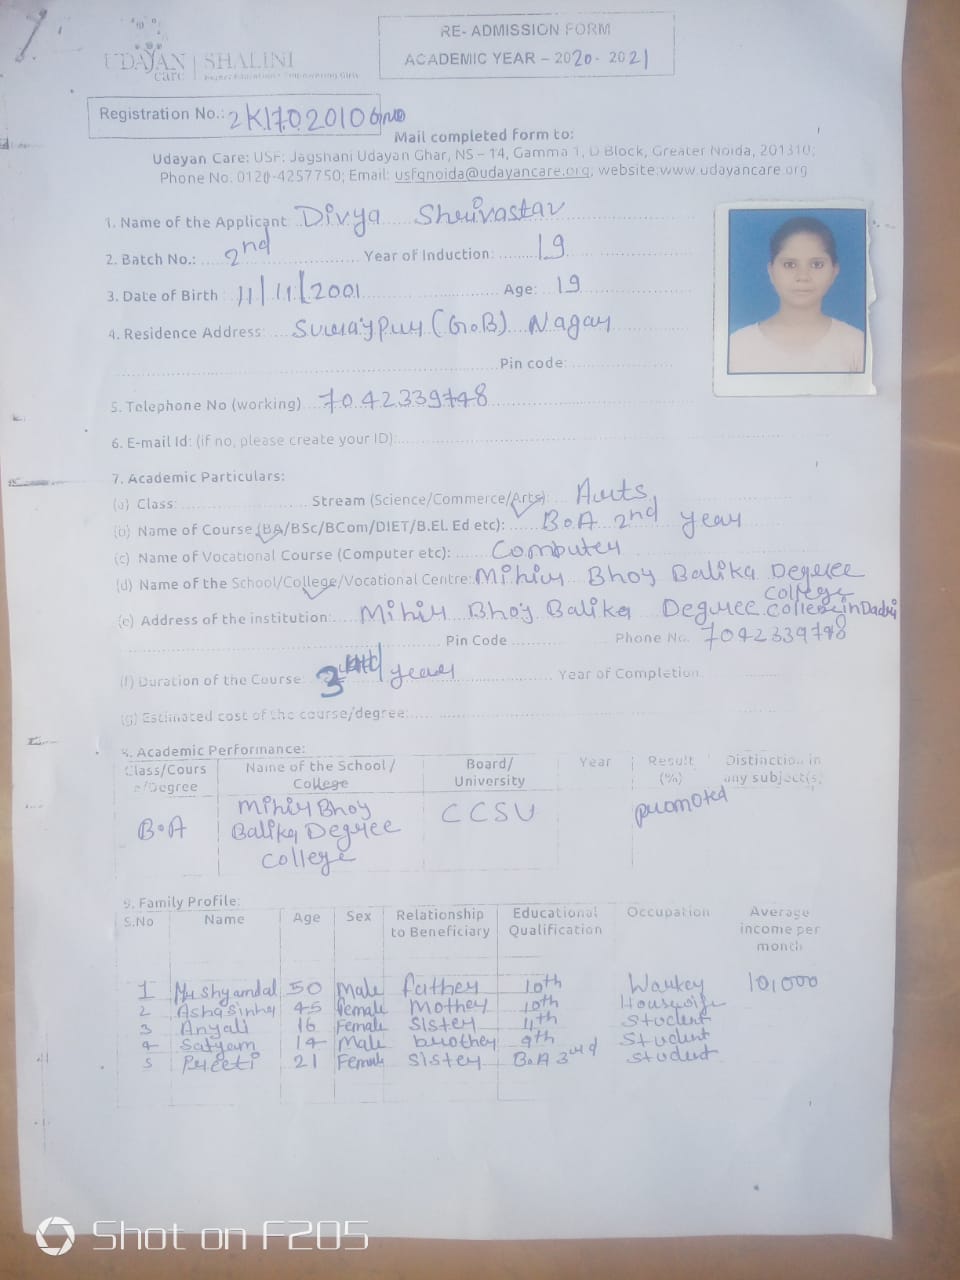 UDAYAN care | SHALINI
RE- ADMISSION FORM
ACADEMIC YEAR – 2020- 2021
Registration No.: 2K17020106
Mail completed form to:
Udayan Care: USF: Jagshani Udayan Ghar, NS – 14, Gamma 1, D Block, Greater Noida, 201310;
Phone No. 0120-4257750; Email: usfgnoida@udayancare.org; website:www.udayancare.org
1. Name of the Applicant: Divya Shrivastav
2. Batch No.: 2nd Year of Induction: 19
3. Date of Birth : 11/11/2001 Age: 19
4. Residence Address: Surajpur (G.B) Nagar
Pin code:
5. Telephone No (working) 7042339748
6. E-mail Id: (if no, please create your ID):
7. Academic Particulars:
(a) Class: Stream (Science/Commerce/Arts): Arts
(b) Name of Course (BA/BSc/BCom/DIET/B.El. Ed etc): B.A 2nd year
(c) Name of Vocational Course (Computer etc): Computer
(d) Name of the School/College/Vocational Centre: Mihir Bhoy Balika Degree
College
(e) Address of the institution: Mihir Bhoy Balika Degree College in Dadri
Pin Code Phone No. 7042339748
(f) Duration of the Course: 3 years Year of Completion
(g) Estimated cost of the course/degree:
8. Academic Performance:
Class/Cours e/Degree Name of the School / College Board/ University Year Result (%) Distinction in any subject(s)
B.A Mihir Bhoy Balika Degree College CCSU promoted
9. Family Profile:
S.No Name Age Sex Relationship to Beneficiary Educational Qualification Occupation Average income per month
1 Mr Shyamdal 50 Male father 10th Worker 10,000
2 Ashasinha 45 Female Mother 10th Housewife
3 Anjali 16 Female Sister 11th Student
4 Satyam 14 Male brother 9th Student
5 Preeti 21 Female Sister B.A 3rd Student
Shot on F205